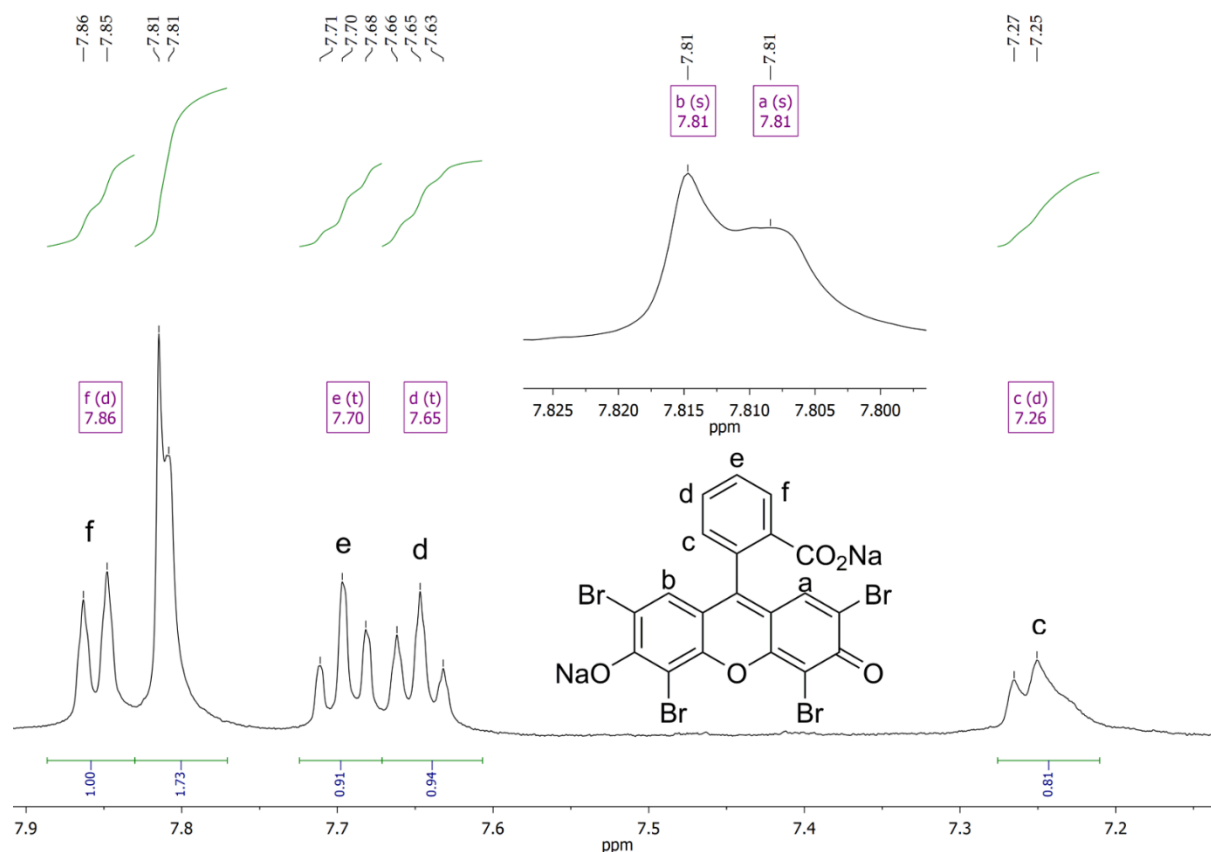 7.86
7.85
7.81
7.81
7.71
7.70
7.68
7.66
7.65
7.63
7.81
7.81
7.27
7.25
b (s)
7.81
a (s)
7.81
7.825 7.820 7.815 7.810 7.805 7.800
ppm
f (d)
7.86
e (t)
7.70
d (t)
7.65
c (d)
7.26
f
e
d
c
e
d
f
c
CO₂Na
b
a
Br
Br
NaO
O
O
Br
Br
1.00
1.73
0.91
0.94
0.81
7.9 7.8 7.7 7.6 7.5 7.4 7.3 7.2
ppm